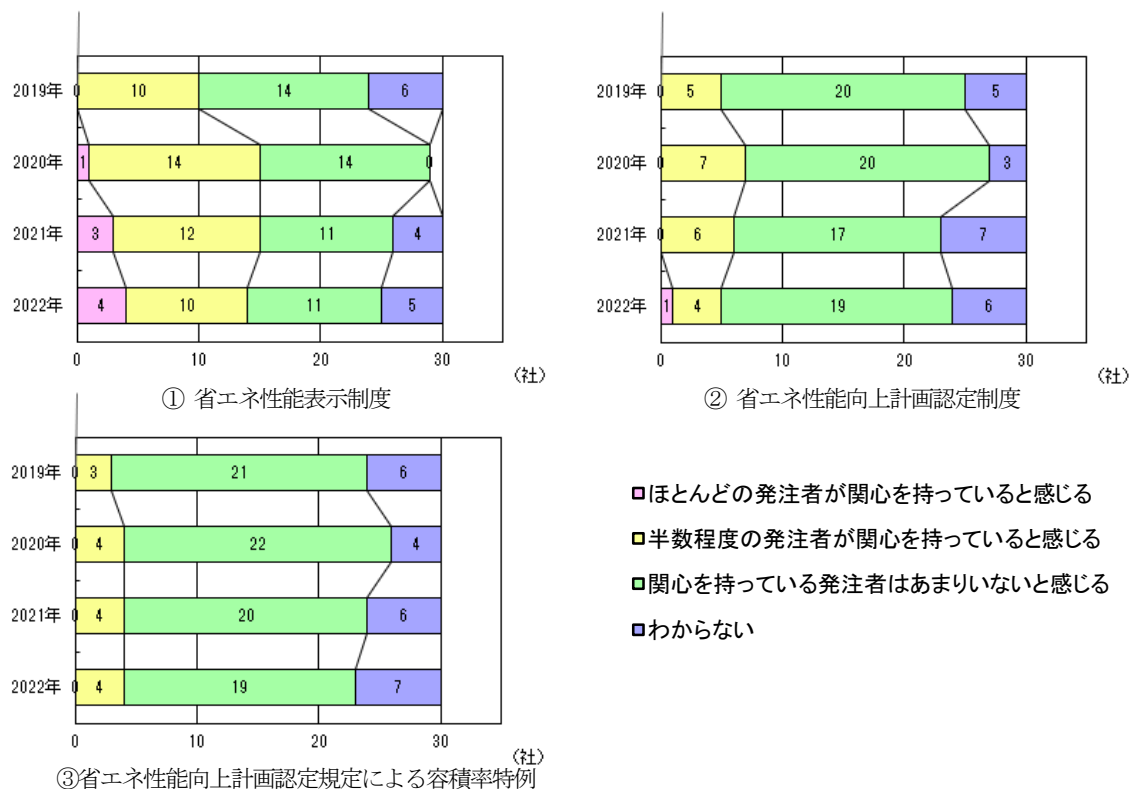 2019年 0 10 14 6
2020年 1 14 14 0
2021年 3 12 11 4
2022年 4 10 11 5
0 10 20 30
(社)
① 省エネ性能表示制度
2019年 0 5 20 5
2020年 0 7 20 3
2021年 0 6 17 7
2022年 1 4 19 6
0 10 20 30
(社)
② 省エネ性能向上計画認定制度
2019年 0 3 21 6
2020年 0 4 22 4
2021年 0 4 20 6
2022年 0 4 19 7
0 10 20 30
(社)
③省エネ性能向上計画認定規定による容積率特例
ほとんどの発注者が関心を持っていると感じる
半数程度の発注者が関心を持っていると感じる
関心を持っている発注者はあまりいないと感じる
わからない